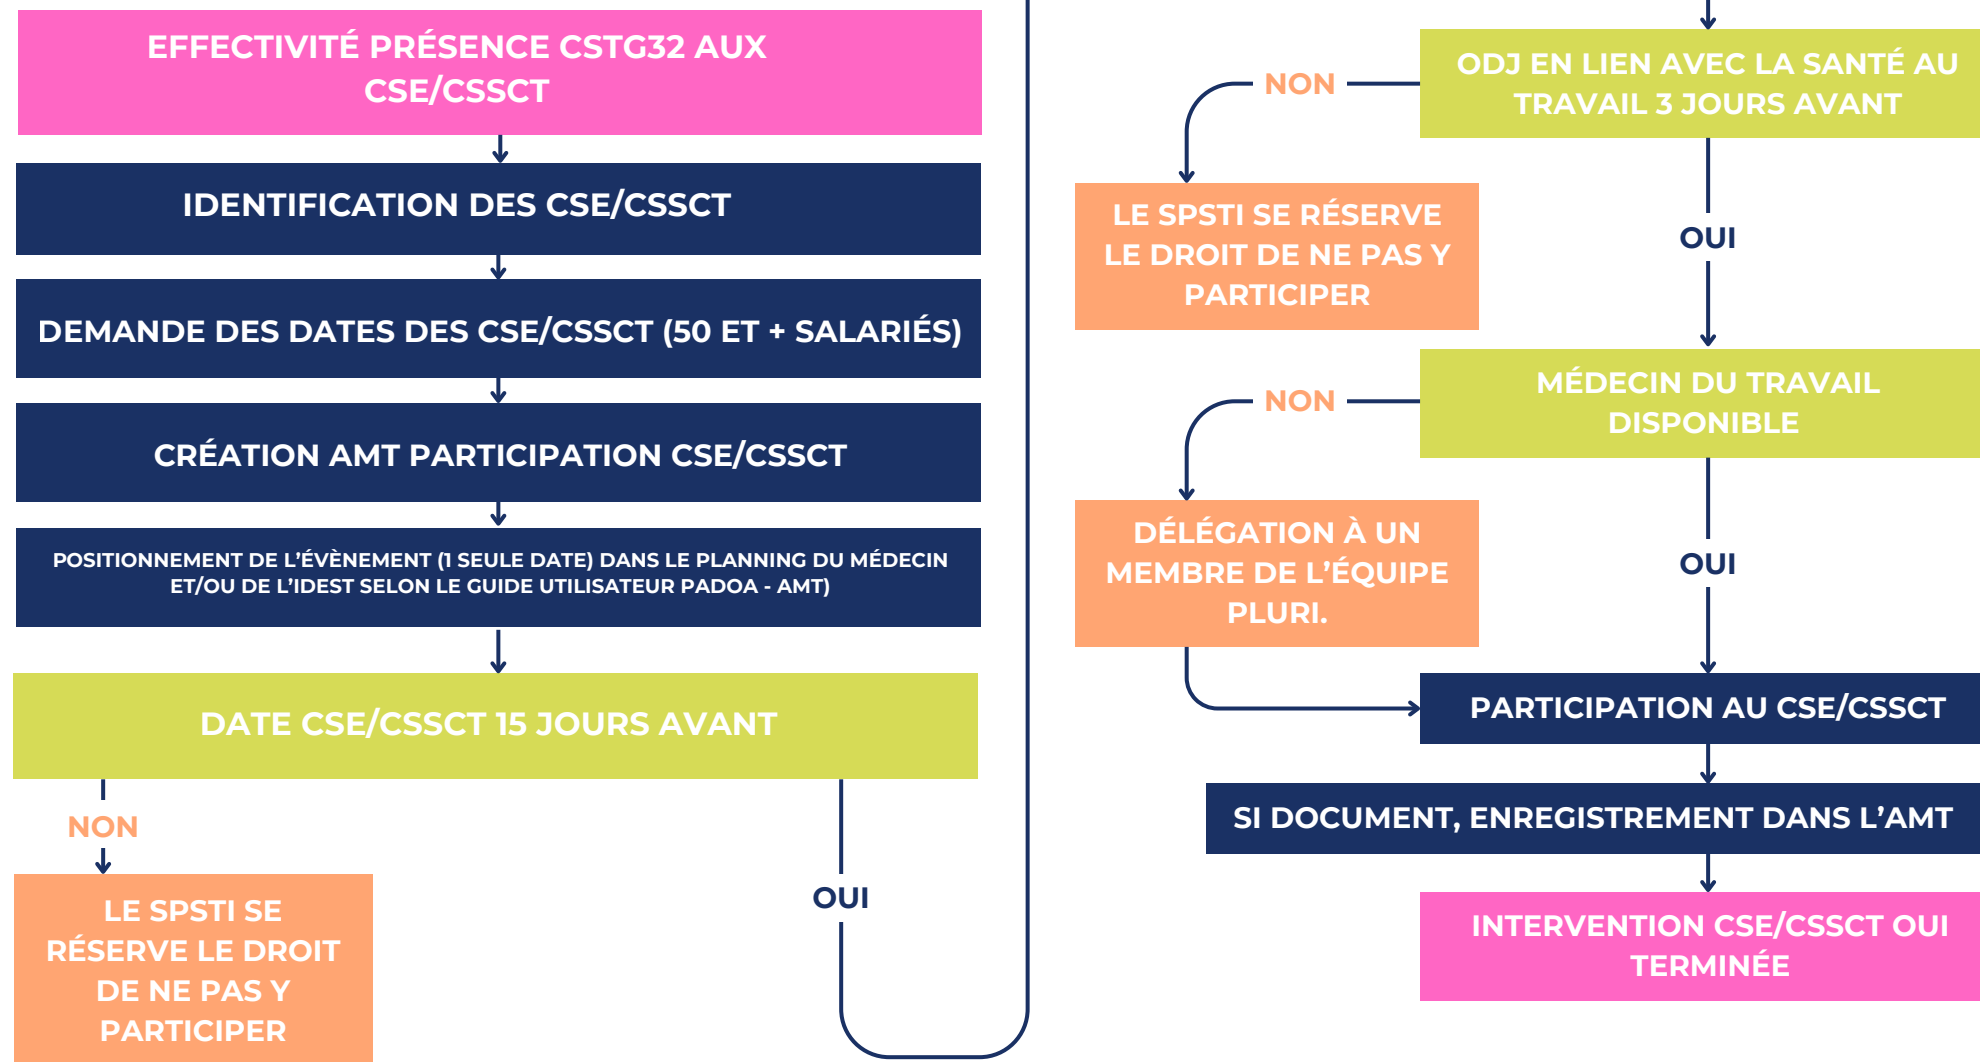 EFFECTIVITÉ PRÉSENCE CSTG32 AUX
CSE/CSSCT
IDENTIFICATION DES CSE/CSSCT
DEMANDE DES DATES DES CSE/CSSCT (50 ET + SALARIÉS)
CRÉATION AMT PARTICIPATION CSE/CSSCT
POSITIONNEMENT DE L'ÉVÈNEMENT (1 SEULE DATE) DANS LE PLANNING DU MÉDECIN
ET/OU DE L'IDEST SELON LE GUIDE UTILISATEUR PADOA - AMT)
DATE CSE/CSSCT 15 JOURS AVANT
NON
LE SPSTI SE
RÉSERVE LE DROIT
DE NE PAS Y
PARTICIPER
OUI
ODJ EN LIEN AVEC LA SANTÉ AU
TRAVAIL 3 JOURS AVANT
NON
LE SPSTI SE RÉSERVE
LE DROIT DE NE PAS Y
PARTICIPER
OUI
MÉDECIN DU TRAVAIL
DISPONIBLE
NON
DÉLÉGATION À UN
MEMBRE DE L'ÉQUIPE
PLURI.
OUI
PARTICIPATION AU CSE/CSSCT
SI DOCUMENT, ENREGISTREMENT DANS L'AMT
INTERVENTION CSE/CSSCT OUI
TERMINÉE